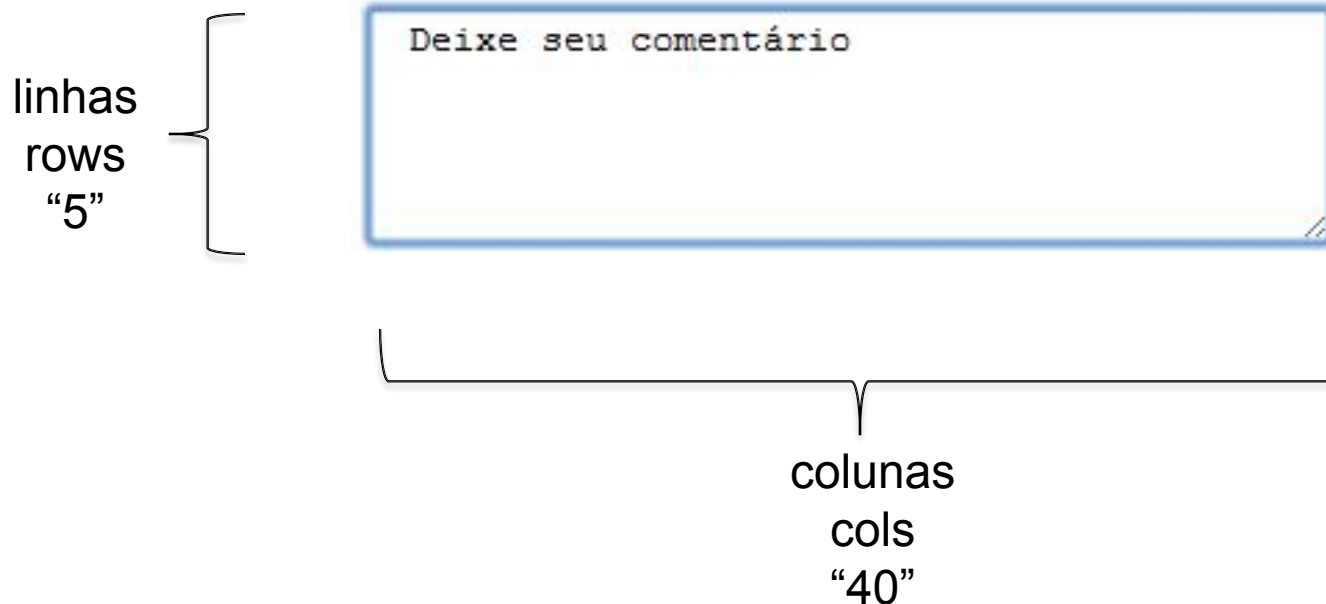 Deixe seu comentário
linhas
rows
“5”
colunas
cols
“40”